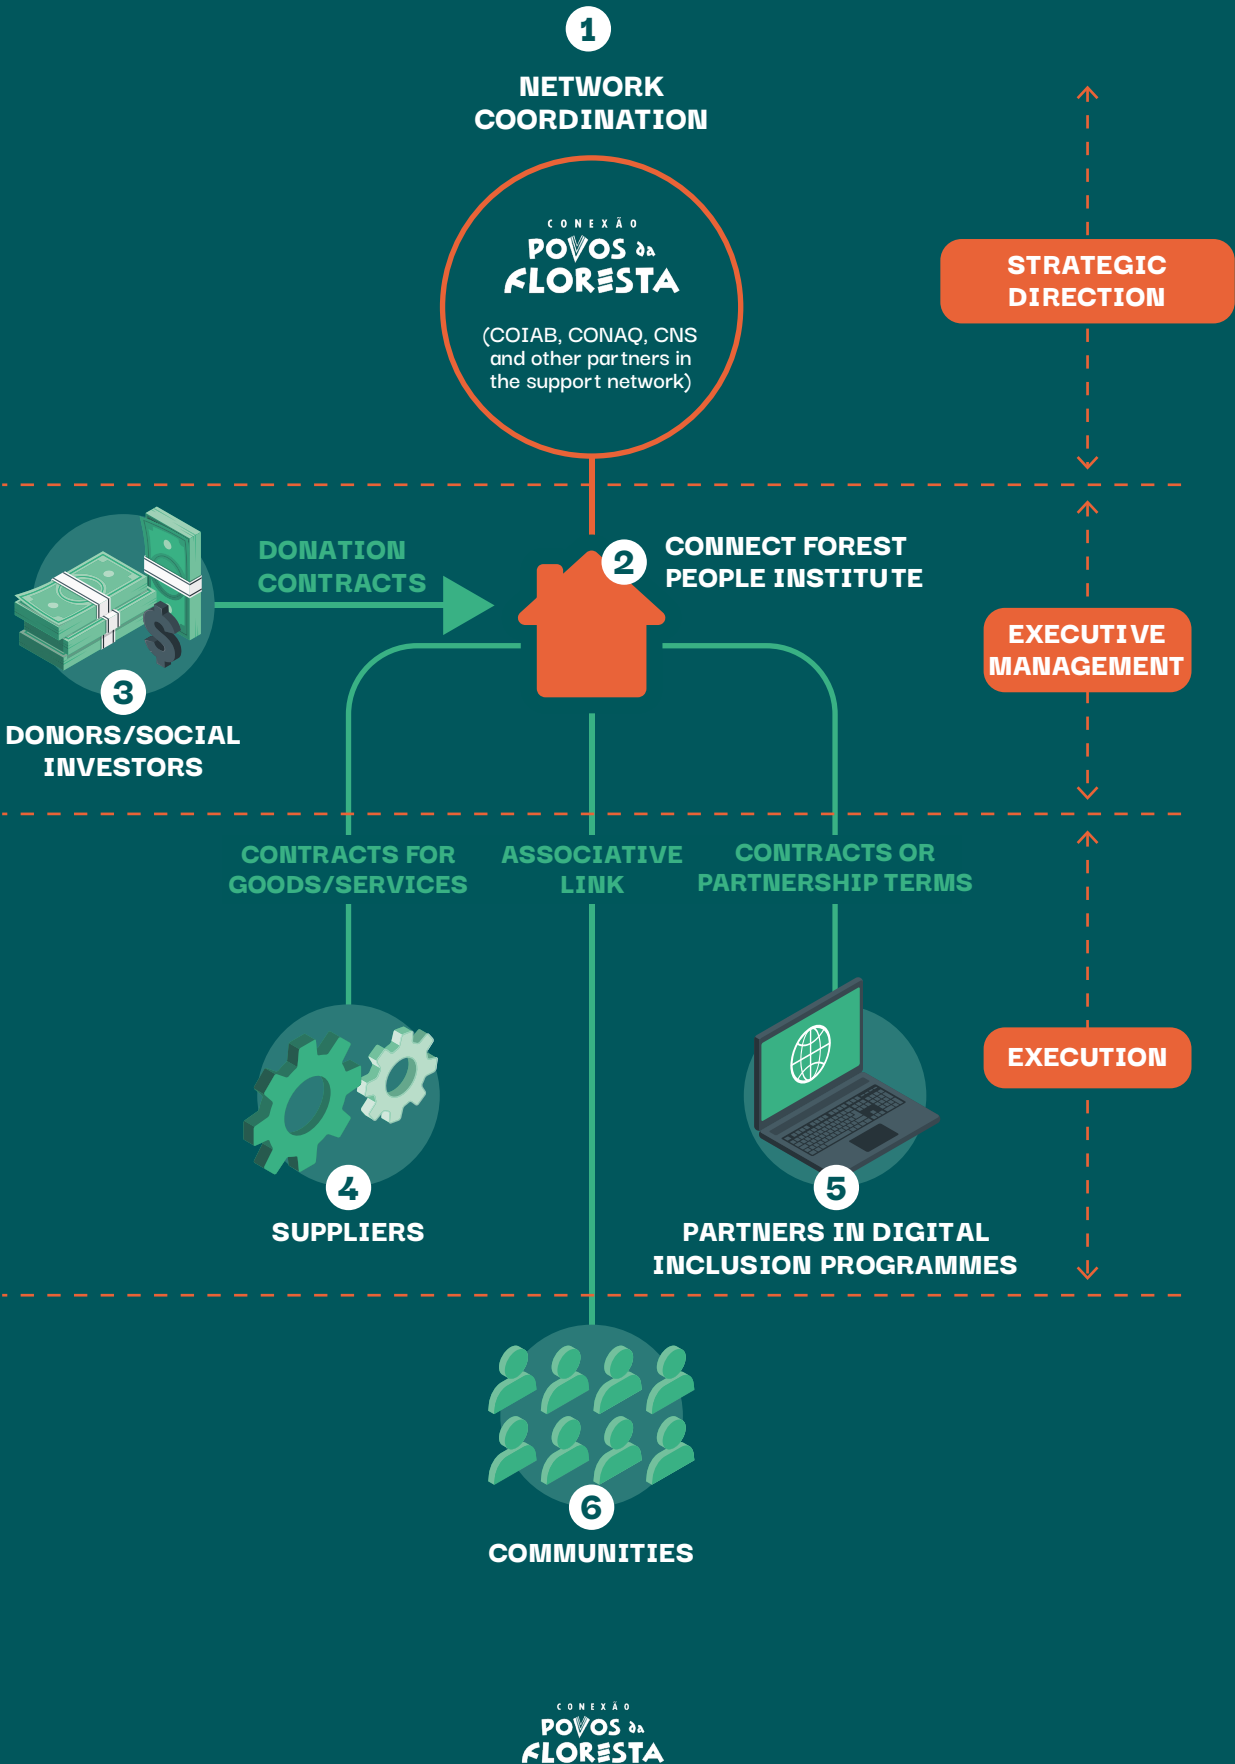 1
NETWORK
COORDINATION
CONEXÃO
POVOS da
FLORESTA
(COIAB, CONAQ, CNS
and other partners in
the support network)
STRATEGIC
DIRECTION
DONATION
CONTRACTS
2
CONNECT FOREST
PEOPLE INSTITUTE
$
3
DONORS/SOCIAL
INVESTORS
EXECUTIVE
MANAGEMENT
CONTRACTS FOR
GOODS/SERVICES
ASSOCIATIVE
LINK
CONTRACTS OR
PARTNERSHIP TERMS
EXECUTION
4
SUPPLIERS
5
PARTNERS IN DIGITAL
INCLUSION PROGRAMMES
6
COMMUNITIES
CONEXÃO
POVOS da
FLORESTA